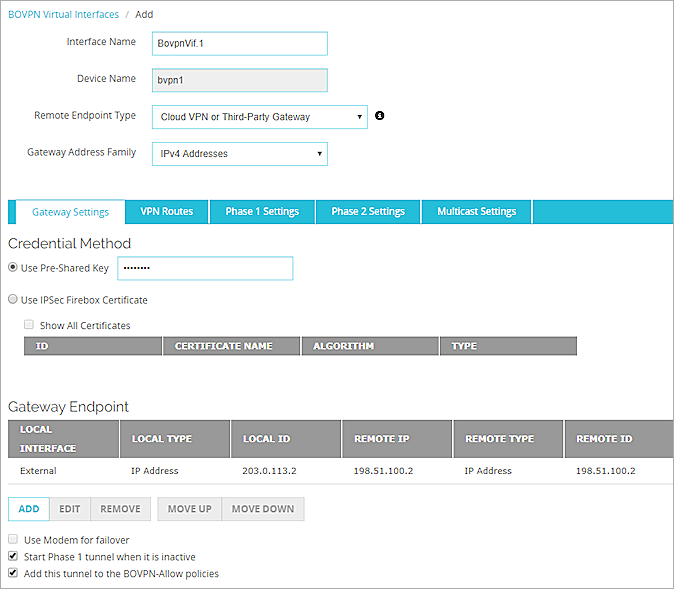 BOVPN Virtual Interfaces / Add
Interface Name BovpnVif.1
Device Name bvpn1
Remote Endpoint Type Cloud VPN or Third-Party Gateway
Gateway Address Family IPv4 Addresses
Gateway Settings VPN Routes Phase 1 Settings Phase 2 Settings Multicast Settings
Credential Method
Use Pre-Shared Key ••••••••
Use IPSec Firebox Certificate
Show All Certificates
ID CERTIFICATE NAME ALGORITHM TYPE
Gateway Endpoint
LOCAL INTERFACE LOCAL TYPE LOCAL ID REMOTE IP REMOTE TYPE REMOTE ID
External IP Address 203.0.113.2 198.51.100.2 IP Address 198.51.100.2
ADD EDIT REMOVE MOVE UP MOVE DOWN
Use Modem for failover
Start Phase 1 tunnel when it is inactive
Add this tunnel to the BOVPN-Allow policies